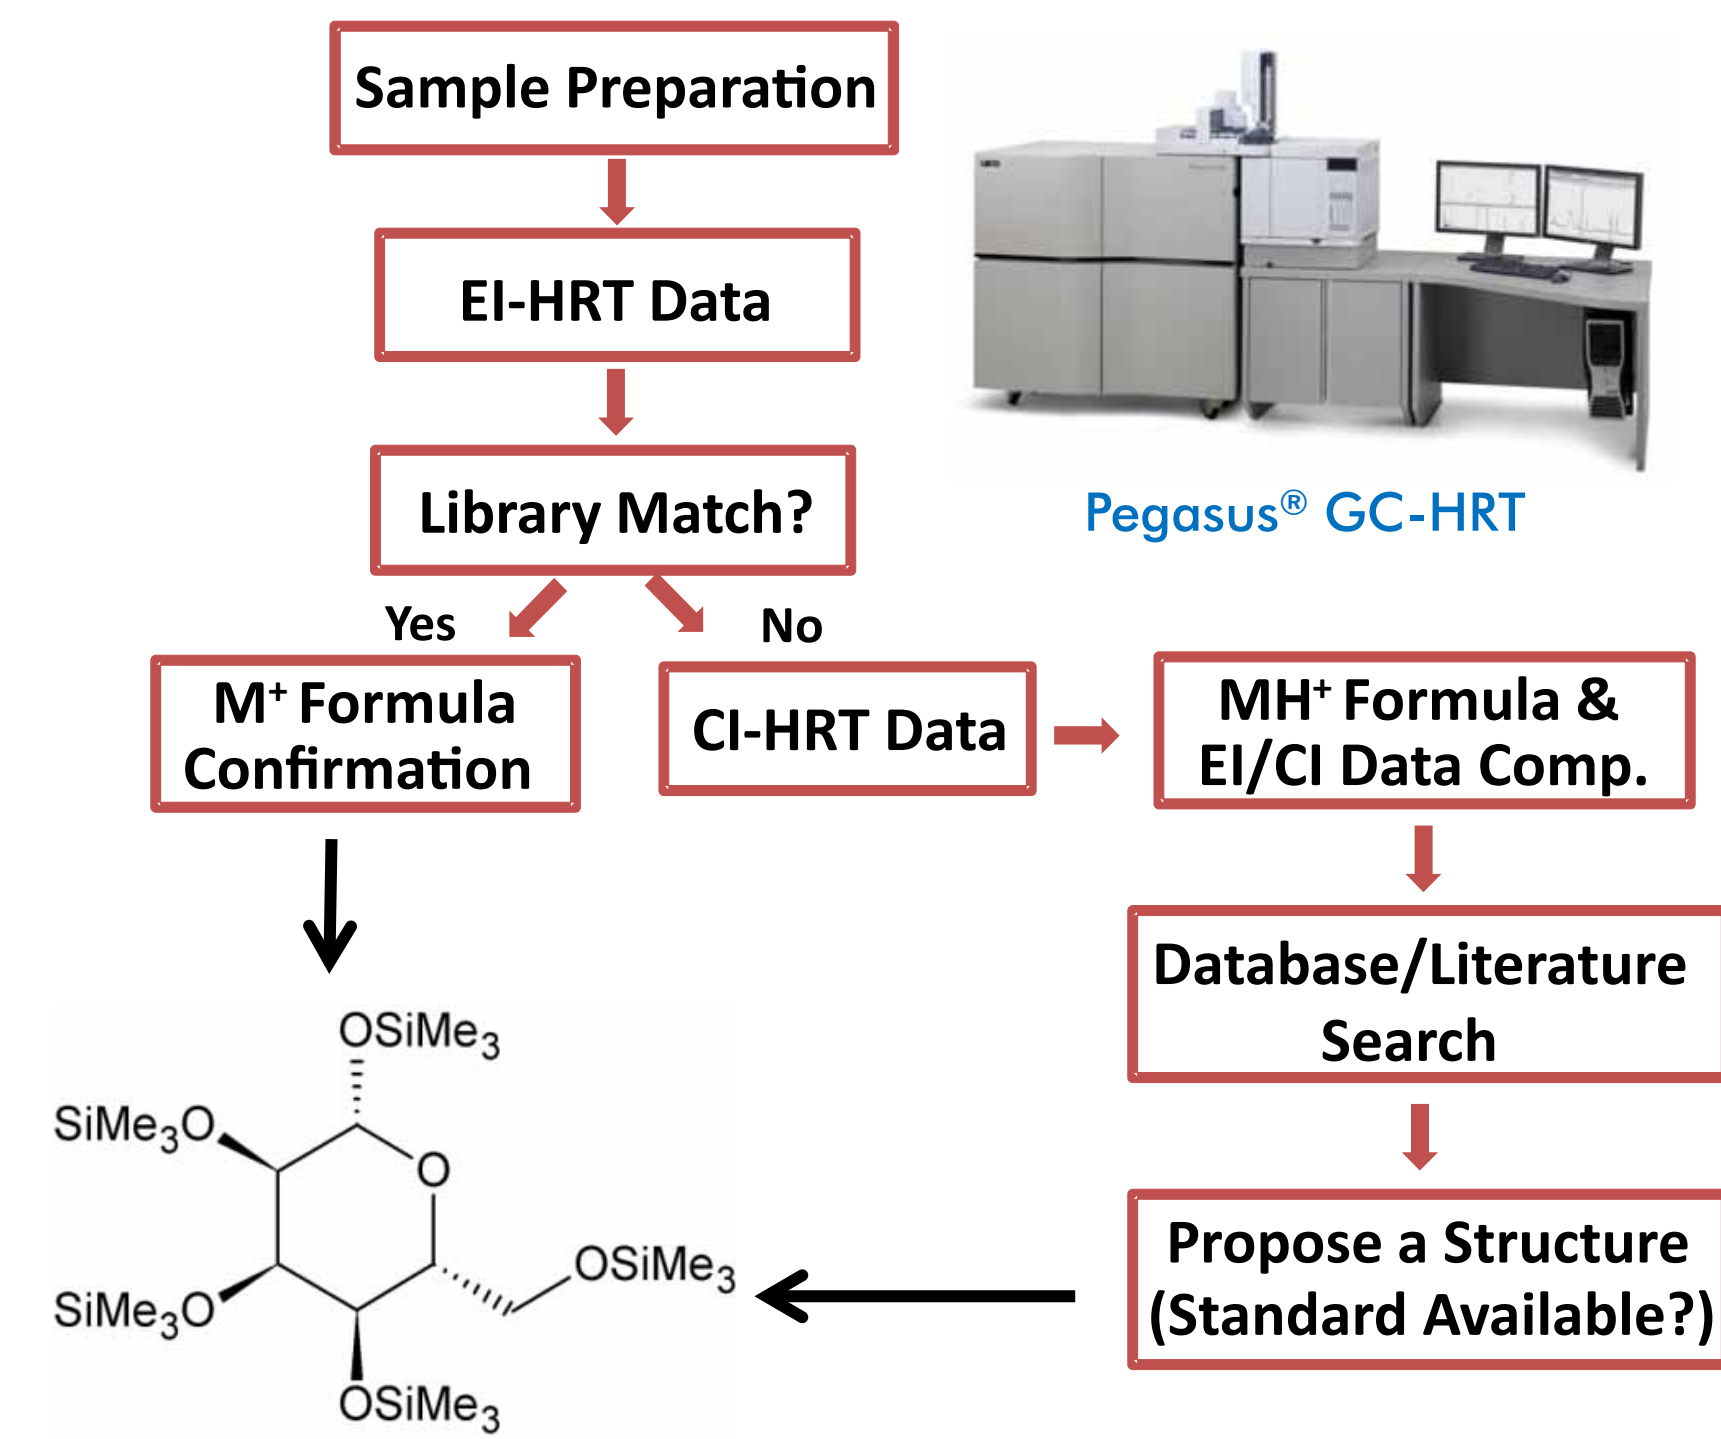 Sample Preparation
EI-HRT Data
Library Match?
Pegasus® GC-HRT
Yes
No
M⁺ Formula
Confirmation
CI-HRT Data
MH⁺ Formula &
EI/CI Data Comp.
Database/Literature
Search
Propose a Structure
(Standard Available?)
OSiMe₃
SiMe₃O
O
OSiMe₃
SiMe₃O
OSiMe₃